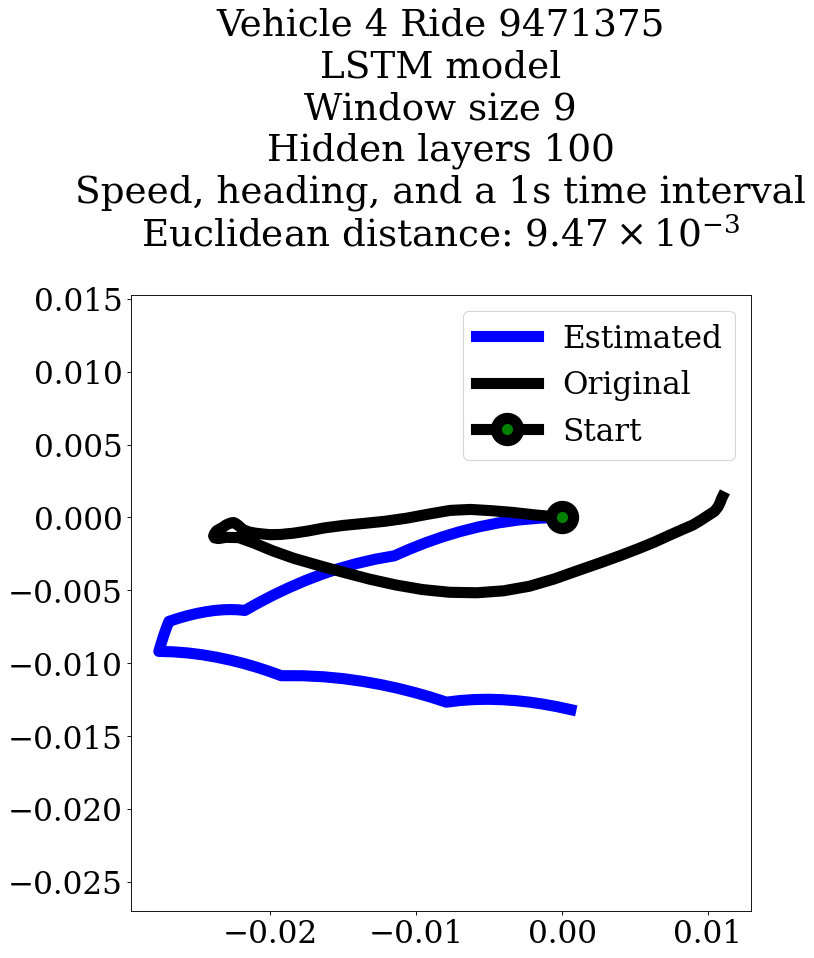 Vehicle 4 Ride 9471375
LSTM model
Window size 9
Hidden layers 100
Speed, heading, and a 1s time interval
Euclidean distance: 9.47 × 10⁻³
Estimated
Original
Start
0.015
0.010
0.005
0.000
−0.005
−0.010
−0.015
−0.020
−0.025
−0.02 −0.01 0.00 0.01